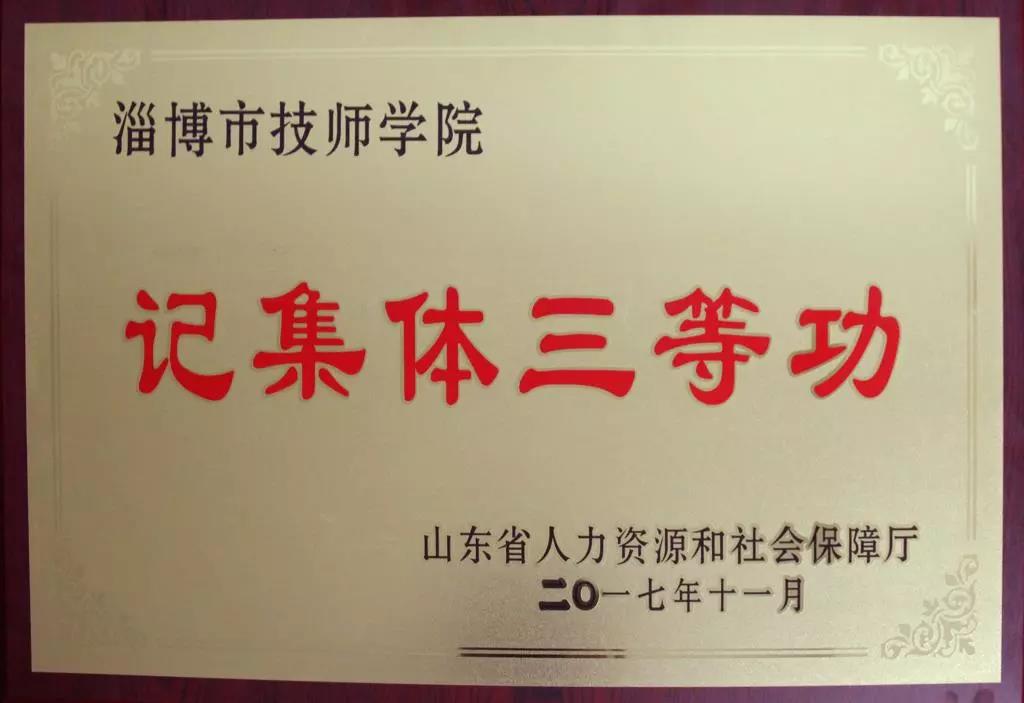 淄博市技师学院
记集体三等功
山东省人力资源和社会保障厅
二〇一七年十一月